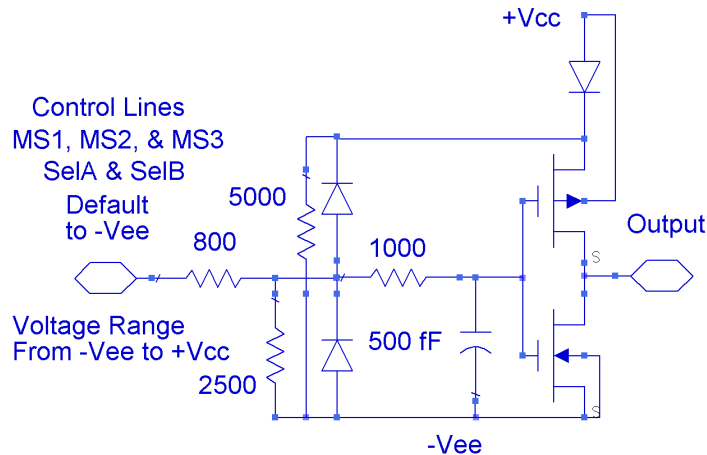 +Vcc
Control Lines
MS1, MS2, & MS3
SelA & SelB
Default
to -Vee
5000
800
1000
Output
S
Voltage Range
From -Vee to +Vcc
2500
500 fF
S
-Vee